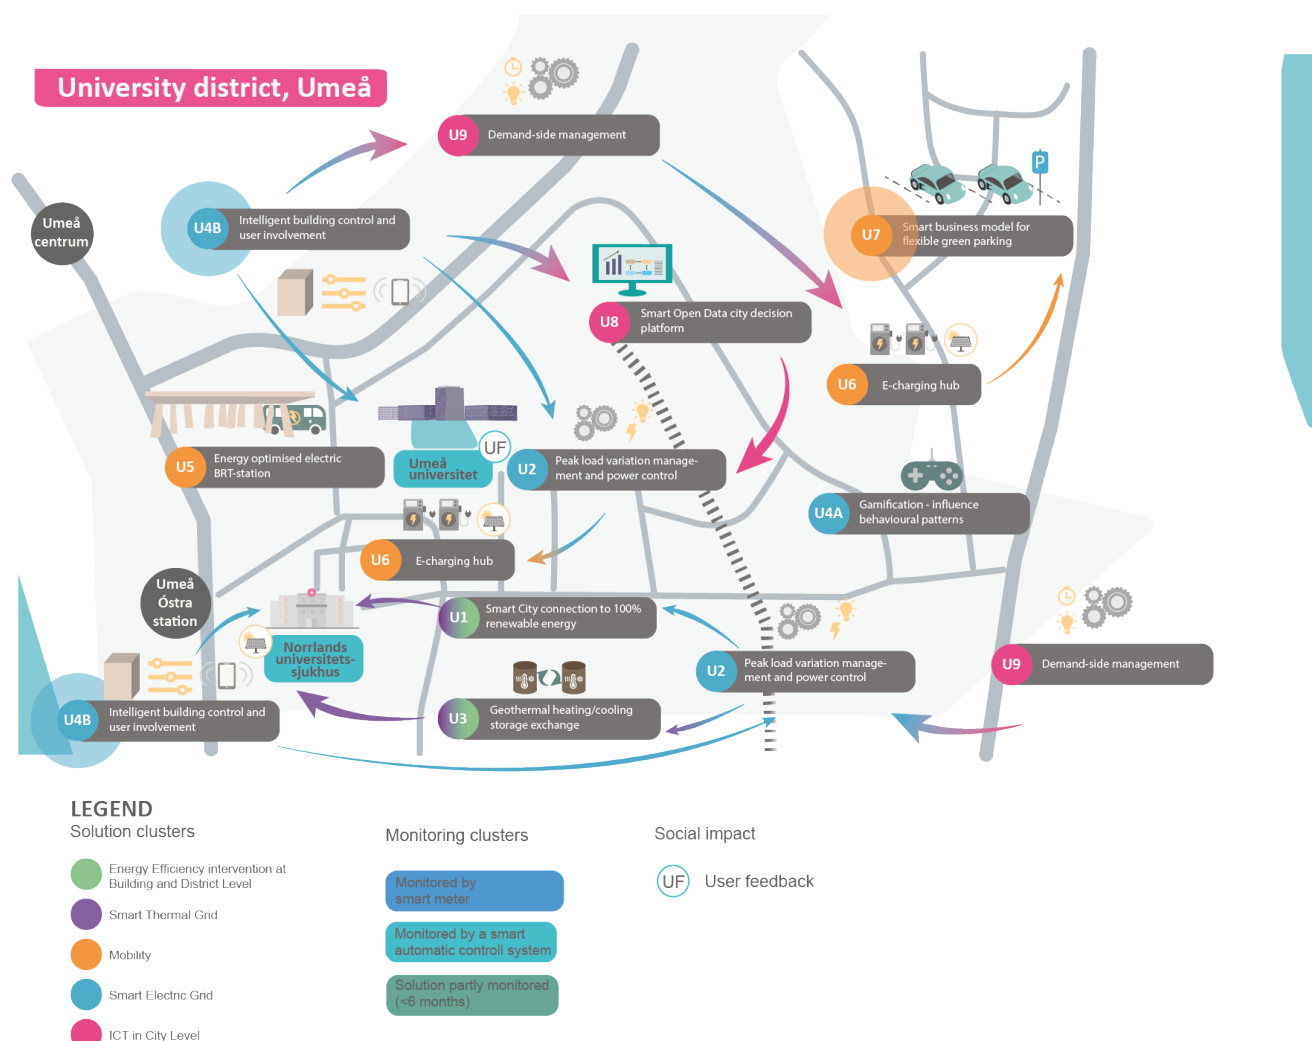 University district, Umeå
U9
Demand-side management
Umeå
centrum
U4B
Intelligent building control and
user involvement
P
U7
Smart business model for
flexible green parking
U8
Smart Open Data city decision
platform
U6
E-charging hub
U5
Energy optimised electric
BRT-station
Umeå
universitet
UF
U2
Peak load variation manage-
ment and power control
U4A
Gamification - influence
behavioural patterns
U6
E-charging hub
Umeå
Óstra
station
U1
Smart City connection to 100%
renewable energy
Norrlands
universitets-
sjukhus
U2
Peak load variation manage-
ment and power control
U9
Demand-side management
U4B
Intelligent building control and
user involvement
U3
Geothermal heating/cooling
storage exchange
LEGEND
Solution clusters
Energy Efficiency intervention at
Building and District Level
Smart Thermal Grid
Mobility
Smart Electric Grid
ICT in City Level
Monitoring clusters
Monitored by
smart meter
Monitored by a smart
automatic controll system
Solution partly monitored
(<6 months)
Social impact
UF
User feedback